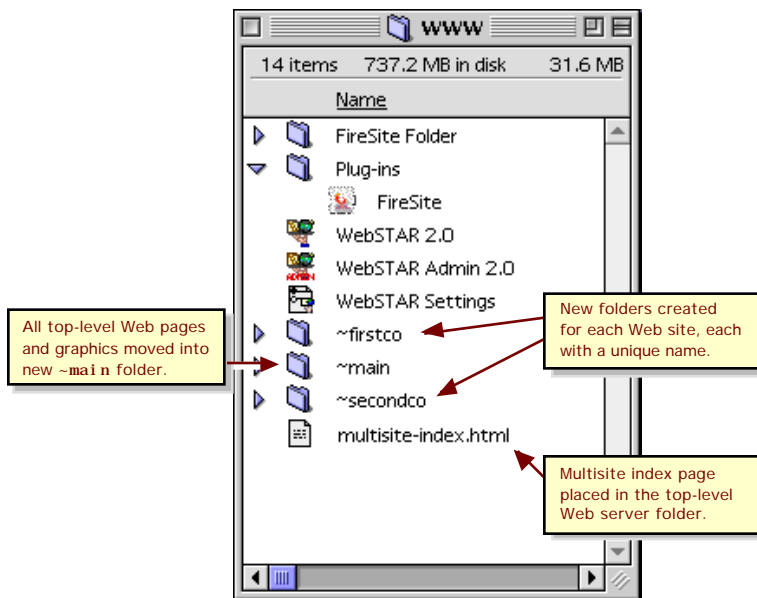 www
14 items 737.2 MB in disk 31.6 MB
Name
FireSite Folder
Plug-ins
FireSite
WebSTAR 2.0
ADMIN
WebSTAR Admin 2.0
WebSTAR Settings
~firstco
~main
~secondco
multisite-index.html
All top-level Web pages
and graphics moved into
new ~main folder.
New folders created
for each Web site, each
with a unique name.
Multisite index page
placed in the top-level
Web server folder.